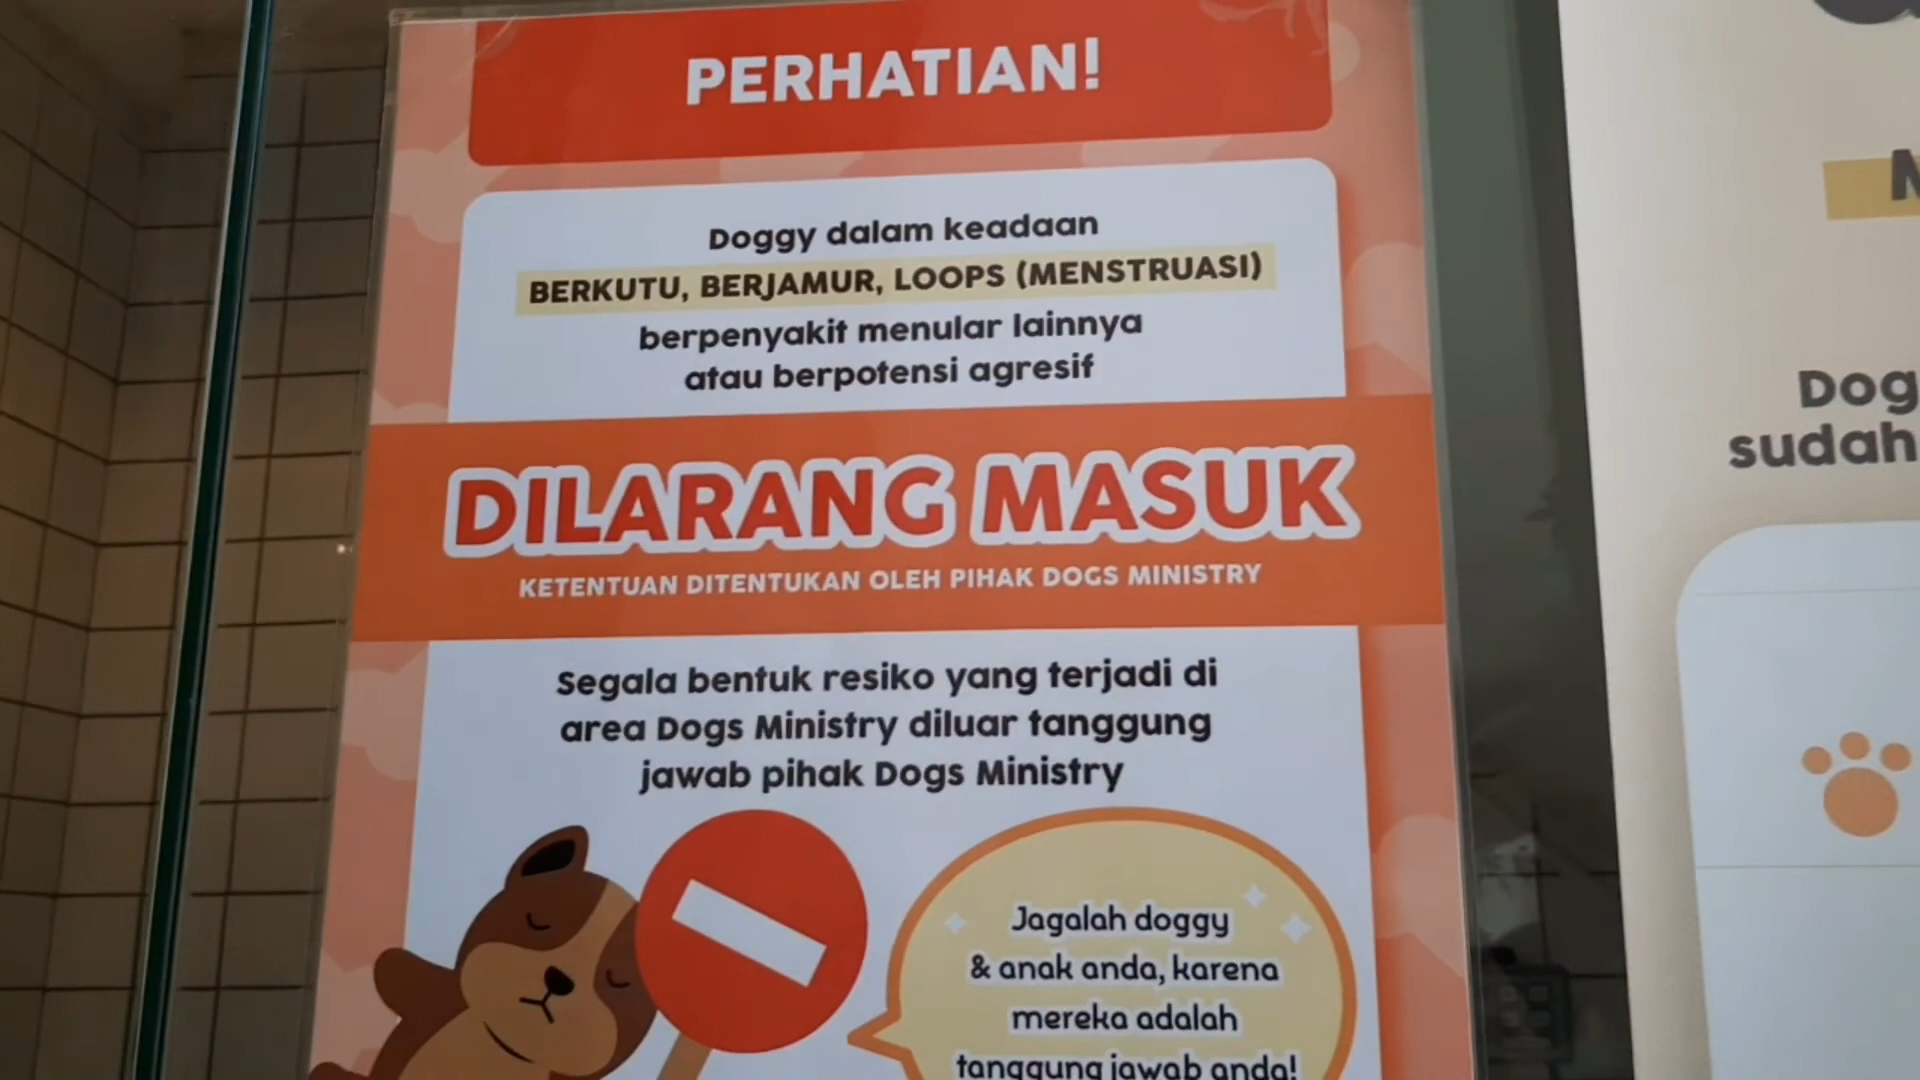 PERHATIAN!
Doggy dalam keadaan
BERKUTU, BERJAMUR, LOOPS (MENSTRUASI)
berpenyakit menular lainnya
atau berpotensi agresif
DILARANG MASUK
KETENTUAN DITENTUKAN OLEH PIHAK DOGS MINISTRY
Segala bentuk resiko yang terjadi di
area Dogs Ministry diluar tanggung
jawab pihak Dogs Ministry
Jagalah doggy
& anak anda, karena
mereka adalah
tanggung jawab anda!
Dog
sudah